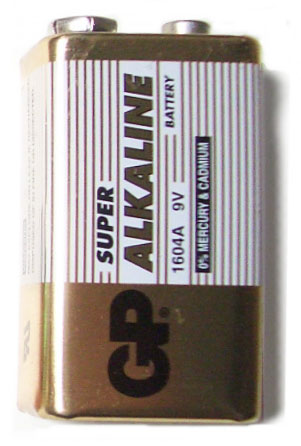 GP
SUPER
ALKALINE
BATTERY
1604A 9V
0% MERCURY & CADMIUM